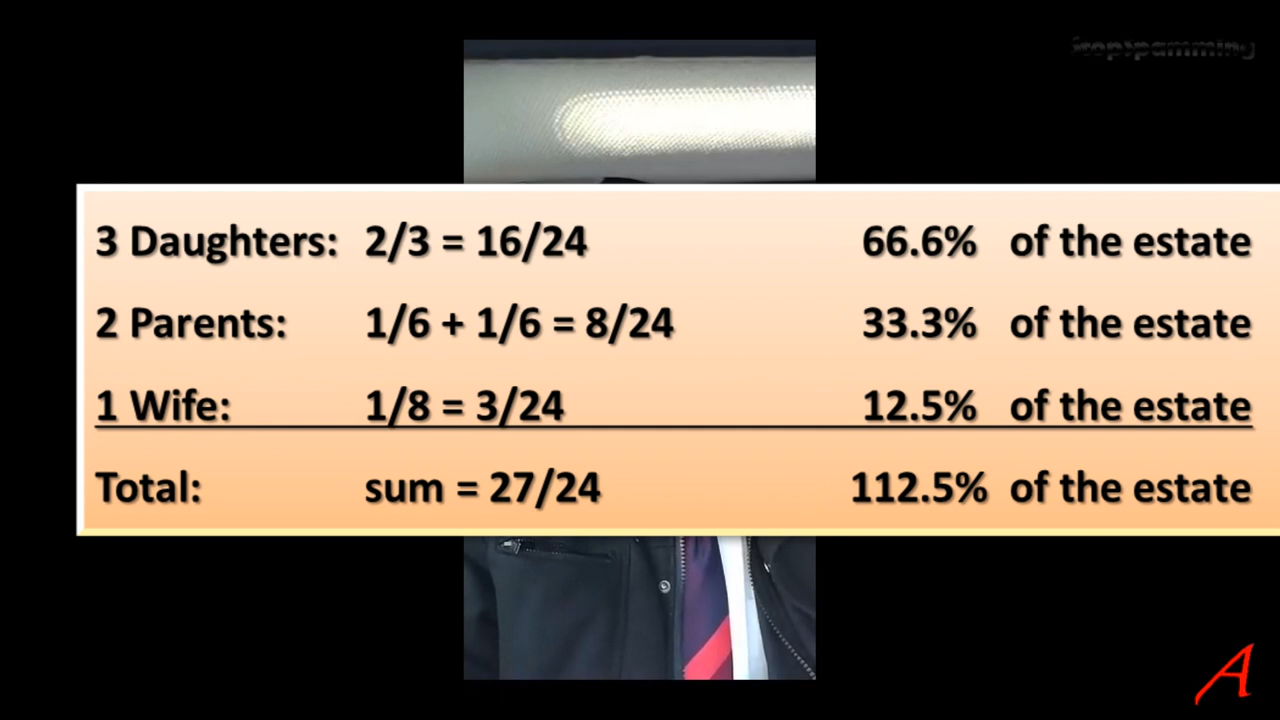 3 Daughters: 2/3 = 16/24 66.6% of the estate
2 Parents: 1/6 + 1/6 = 8/24 33.3% of the estate
1 Wife: 1/8 = 3/24 12.5% of the estate
Total: sum = 27/24 112.5% of the estate
A